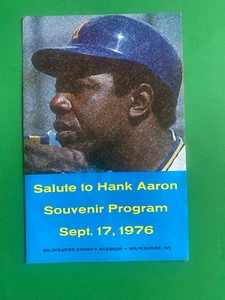 Salute to Hank Aaron
Souvenir Program
Sept. 17, 1976
MILWAUKEE COUNTY STADIUM — MILWAUKEE, WI